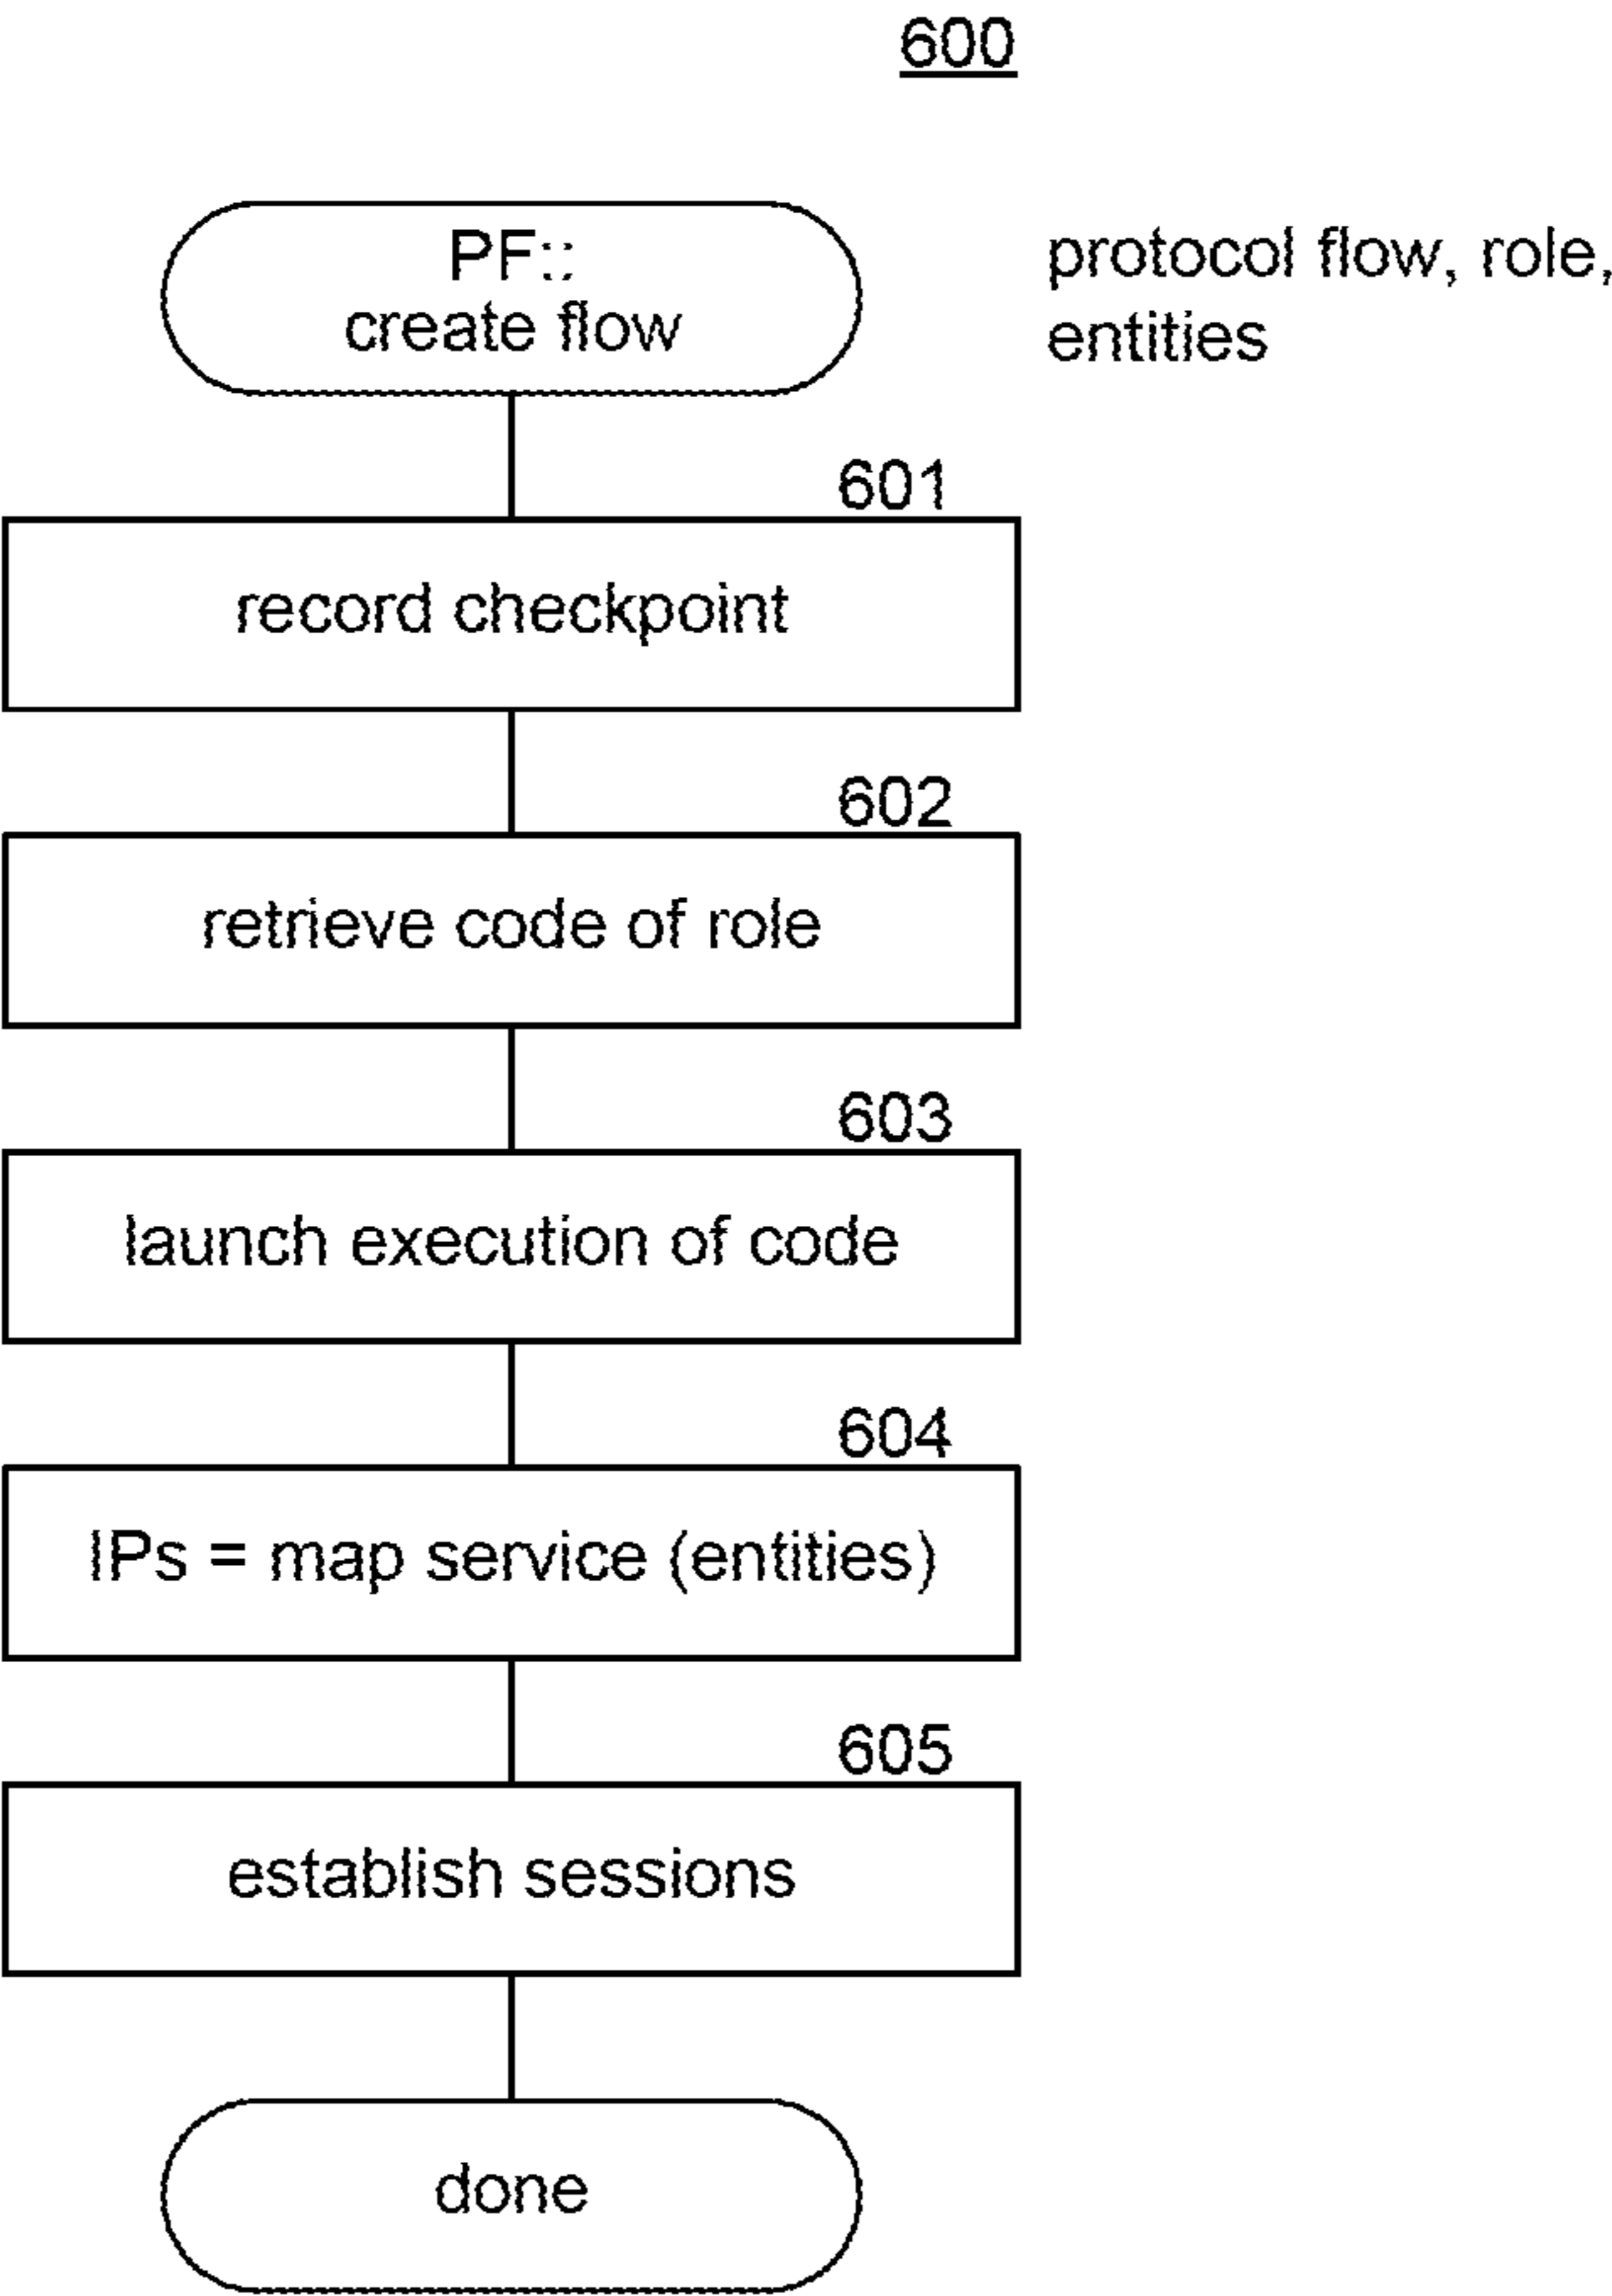 600
PF::
create flow
protocol flow, role,
entities
601
record checkpoint
602
retrieve code of role
603
launch execution of code
604
IPs = map service (entities)
605
establish sessions
done